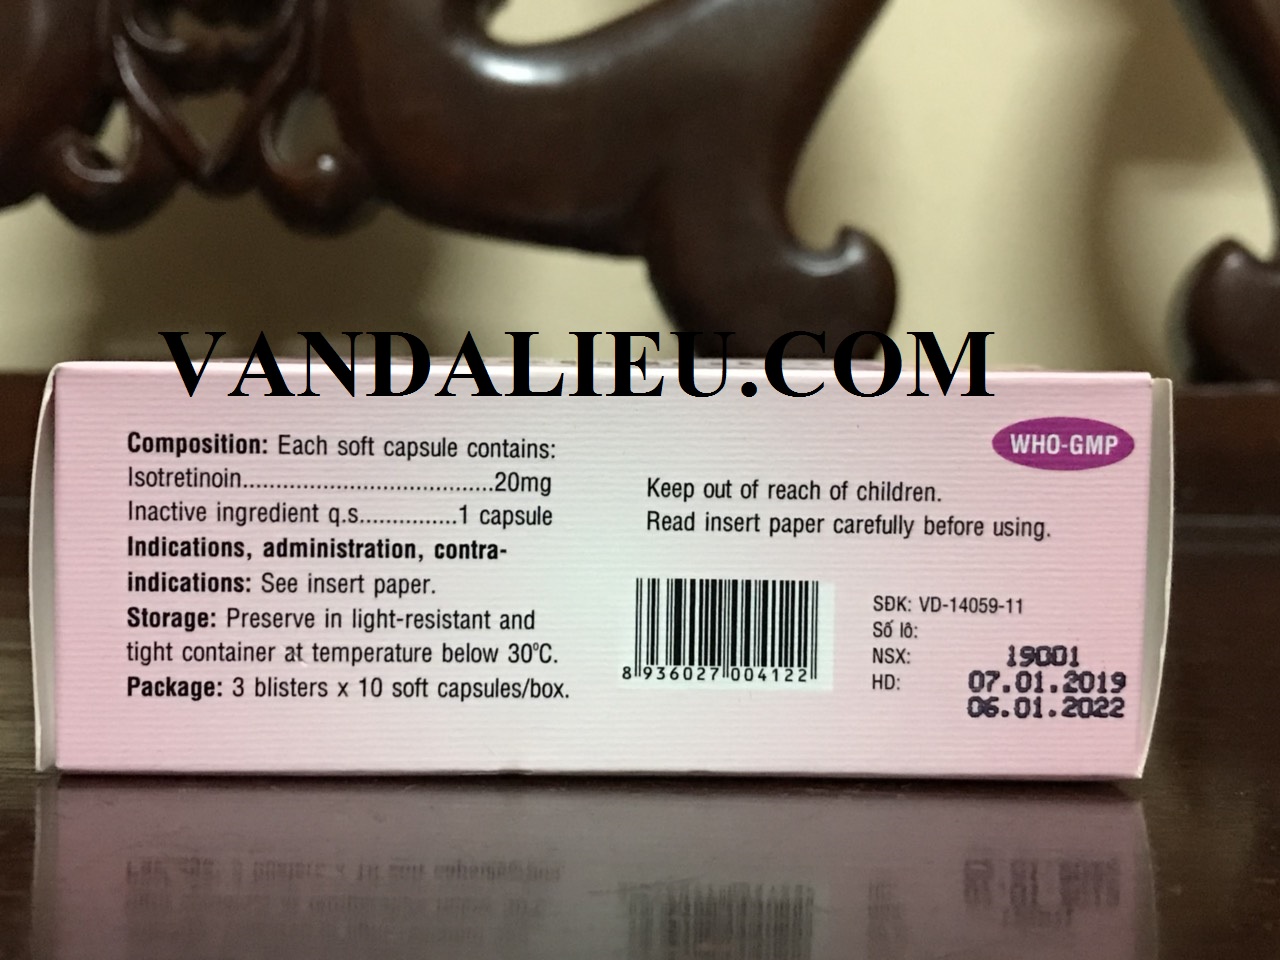 VANDALIEU.COM
Composition: Each soft capsule contains:
Isotretinoin......................................20mg
Inactive ingredient q.s...............1 capsule
Indications, administration, contra-
indications: See insert paper.
Storage: Preserve in light-resistant and
tight container at temperature below 30°C.
Package: 3 blisters x 10 soft capsules/box.
WHO-GMP
Keep out of reach of children.
Read insert paper carefully before using.
8 936027 004122
SĐK: VD-14059-11
Số lô:
NSX: 19001
HD: 07.01.2019
06.01.2022